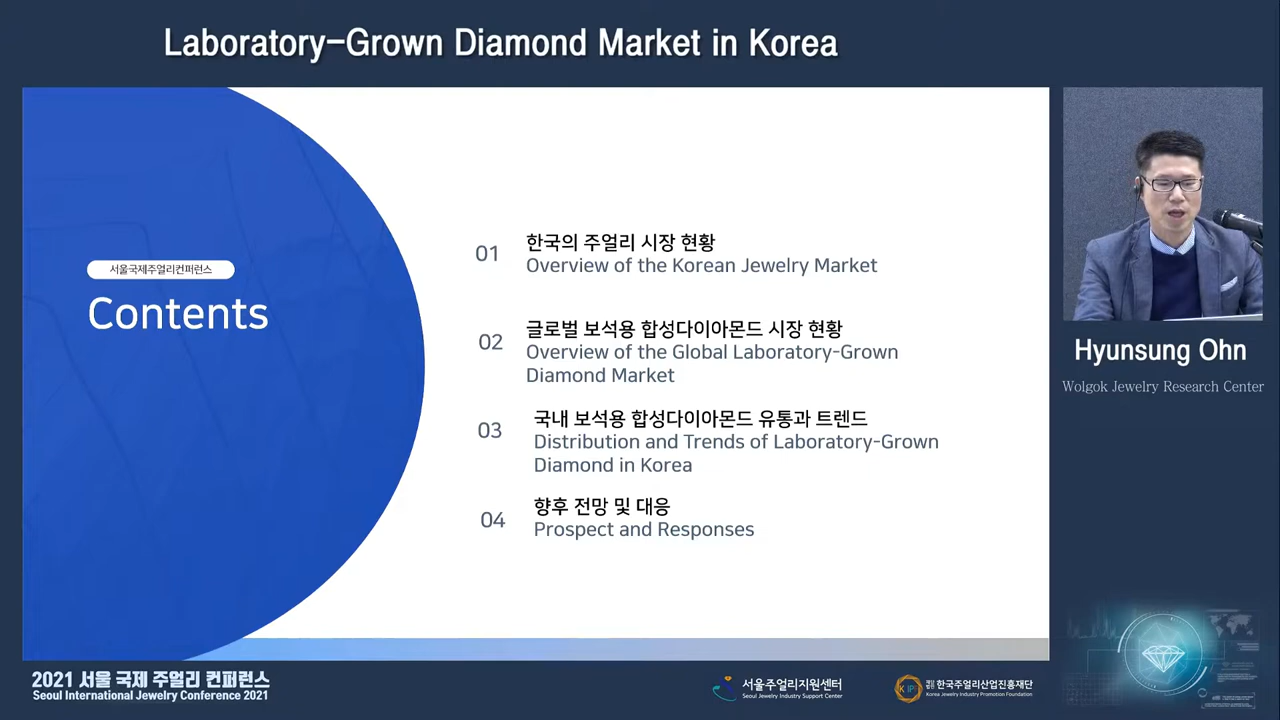 Laboratory-Grown Diamond Market in Korea
서울국제주얼리컨퍼런스
Contents
01
한국의 주얼리 시장 현황
Overview of the Korean Jewelry Market
02
글로벌 보석용 합성다이아몬드 시장 현황
Overview of the Global Laboratory-Grown
Diamond Market
03
국내 보석용 합성다이아몬드 유통과 트렌드
Distribution and Trends of Laboratory-Grown
Diamond in Korea
04
향후 전망 및 대응
Prospect and Responses
Hyunsung Ohn
Wolgok Jewelry Research Center
2021 서울 국제 주얼리 컨퍼런스
Seoul International Jewelry Conference 2021
서울주얼리지원센터
Seoul Jewelry Industry Support Center
재단법인 한국주얼리산업진흥재단
Korea Jewelry Industry Promotion Foundation